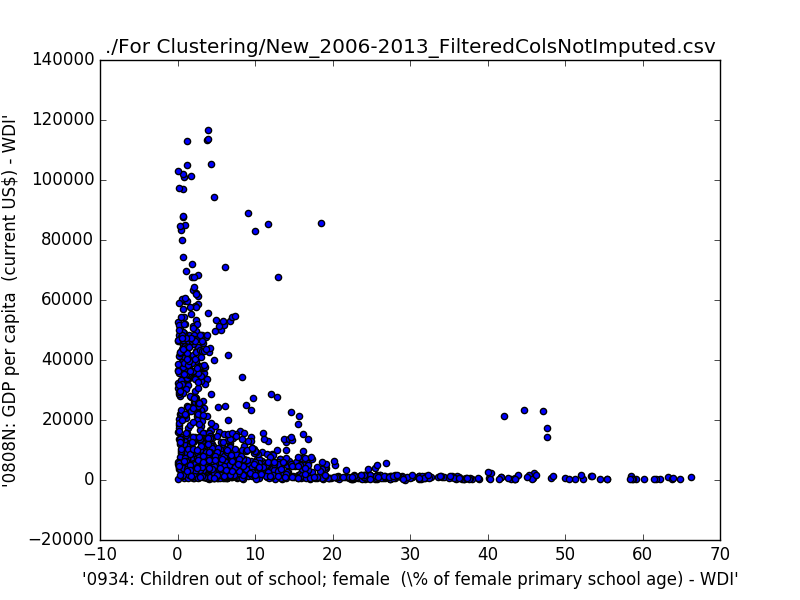 ./For Clustering/New_2006-2013_FilteredColsNotImputed.csv
140000
120000
100000
80000
60000
40000
20000
0
−20000
'0808N: GDP per capita  (current US$) - WDI'
−10 0 10 20 30 40 50 60 70
'0934: Children out of school; female  (\% of female primary school age) - WDI'